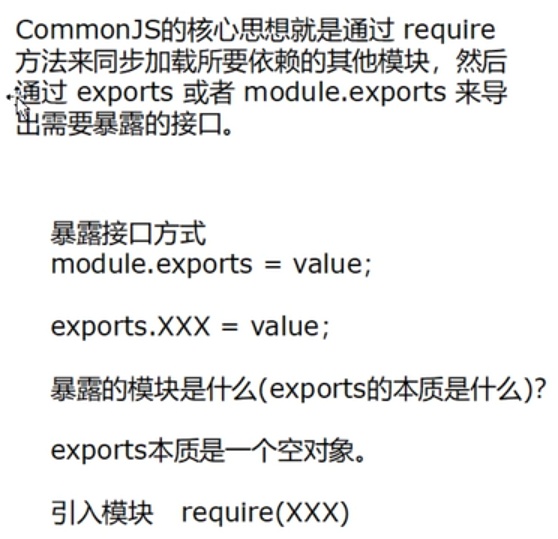 CommonJS的核心思想就是通过 require
方法来同步加载所要依赖的其他模块，然后
通过 exports 或者 module.exports 来导
出需要暴露的接口。
暴露接口方式
module.exports = value;
exports.XXX = value;
暴露的模块是什么(exports的本质是什么)?
exports本质是一个空对象。
引入模块 require(XXX)